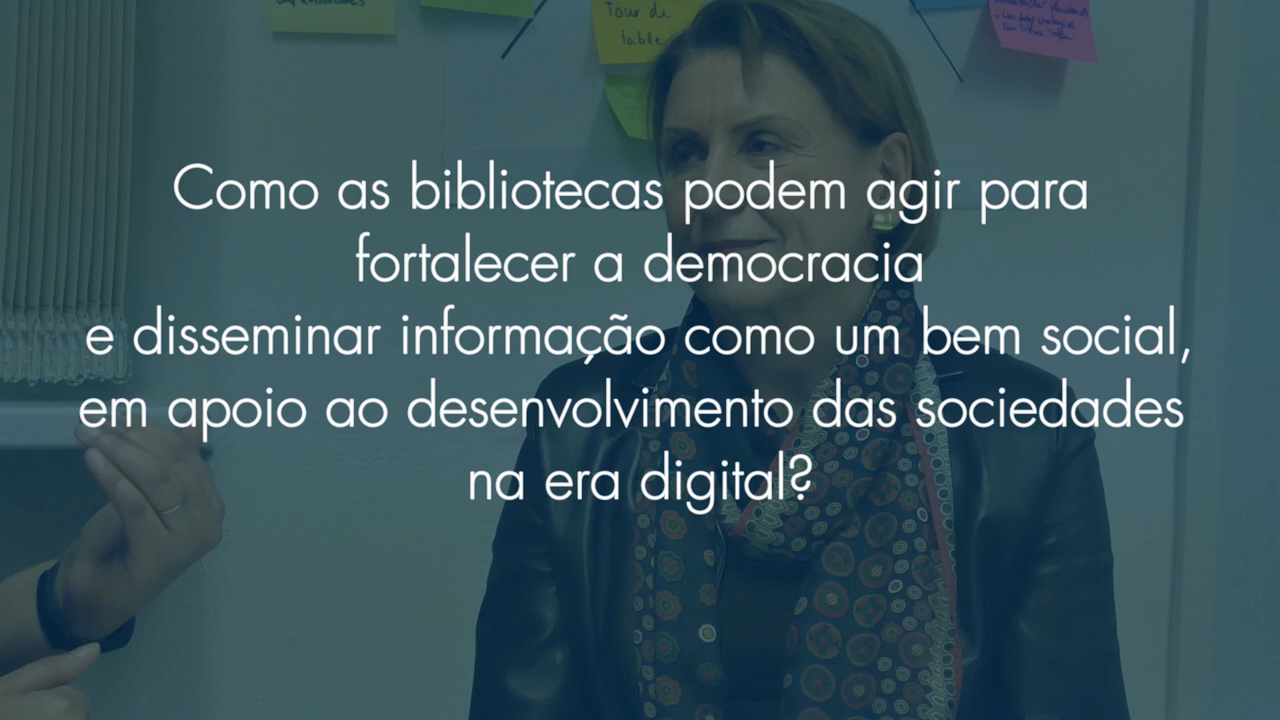 Tour de
table
Como as bibliotecas podem agir para
fortalecer a democracia
e disseminar informação como um bem social,
em apoio ao desenvolvimento das sociedades
na era digital?